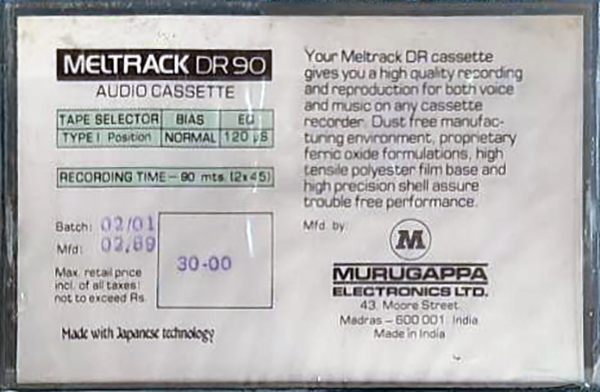 MELTRACK DR 90
AUDIO CASSETTE
TAPE SELECTOR BIAS EQ
TYPE I Position NORMAL 120 µS
RECORDING TIME - 90 mts. (2x45)
Batch: 02/01
Mfd: 02.89
Max. retail price
incl. of all taxes:
not to exceed Rs.
30-00
Made with Japanese technology
Your Meltrack DR cassette
gives you a high quality recording
and reproduction for both voice
and music on any cassette
recorder. Dust free manufac-
turing environment, proprietary
ferric oxide formulations, high
tensile polyester film base and
high precision shell assure
trouble free performance.
Mfd. by:
M
MURUGAPPA
ELECTRONICS LTD.
43, Moore Street
Madras - 600 001. India
Made in India